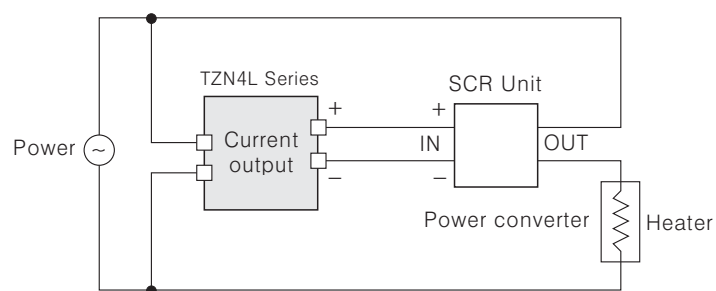 TZN4L Series
SCR Unit
+ +
Power ~ Current output IN OUT
− −
Power converter Heater